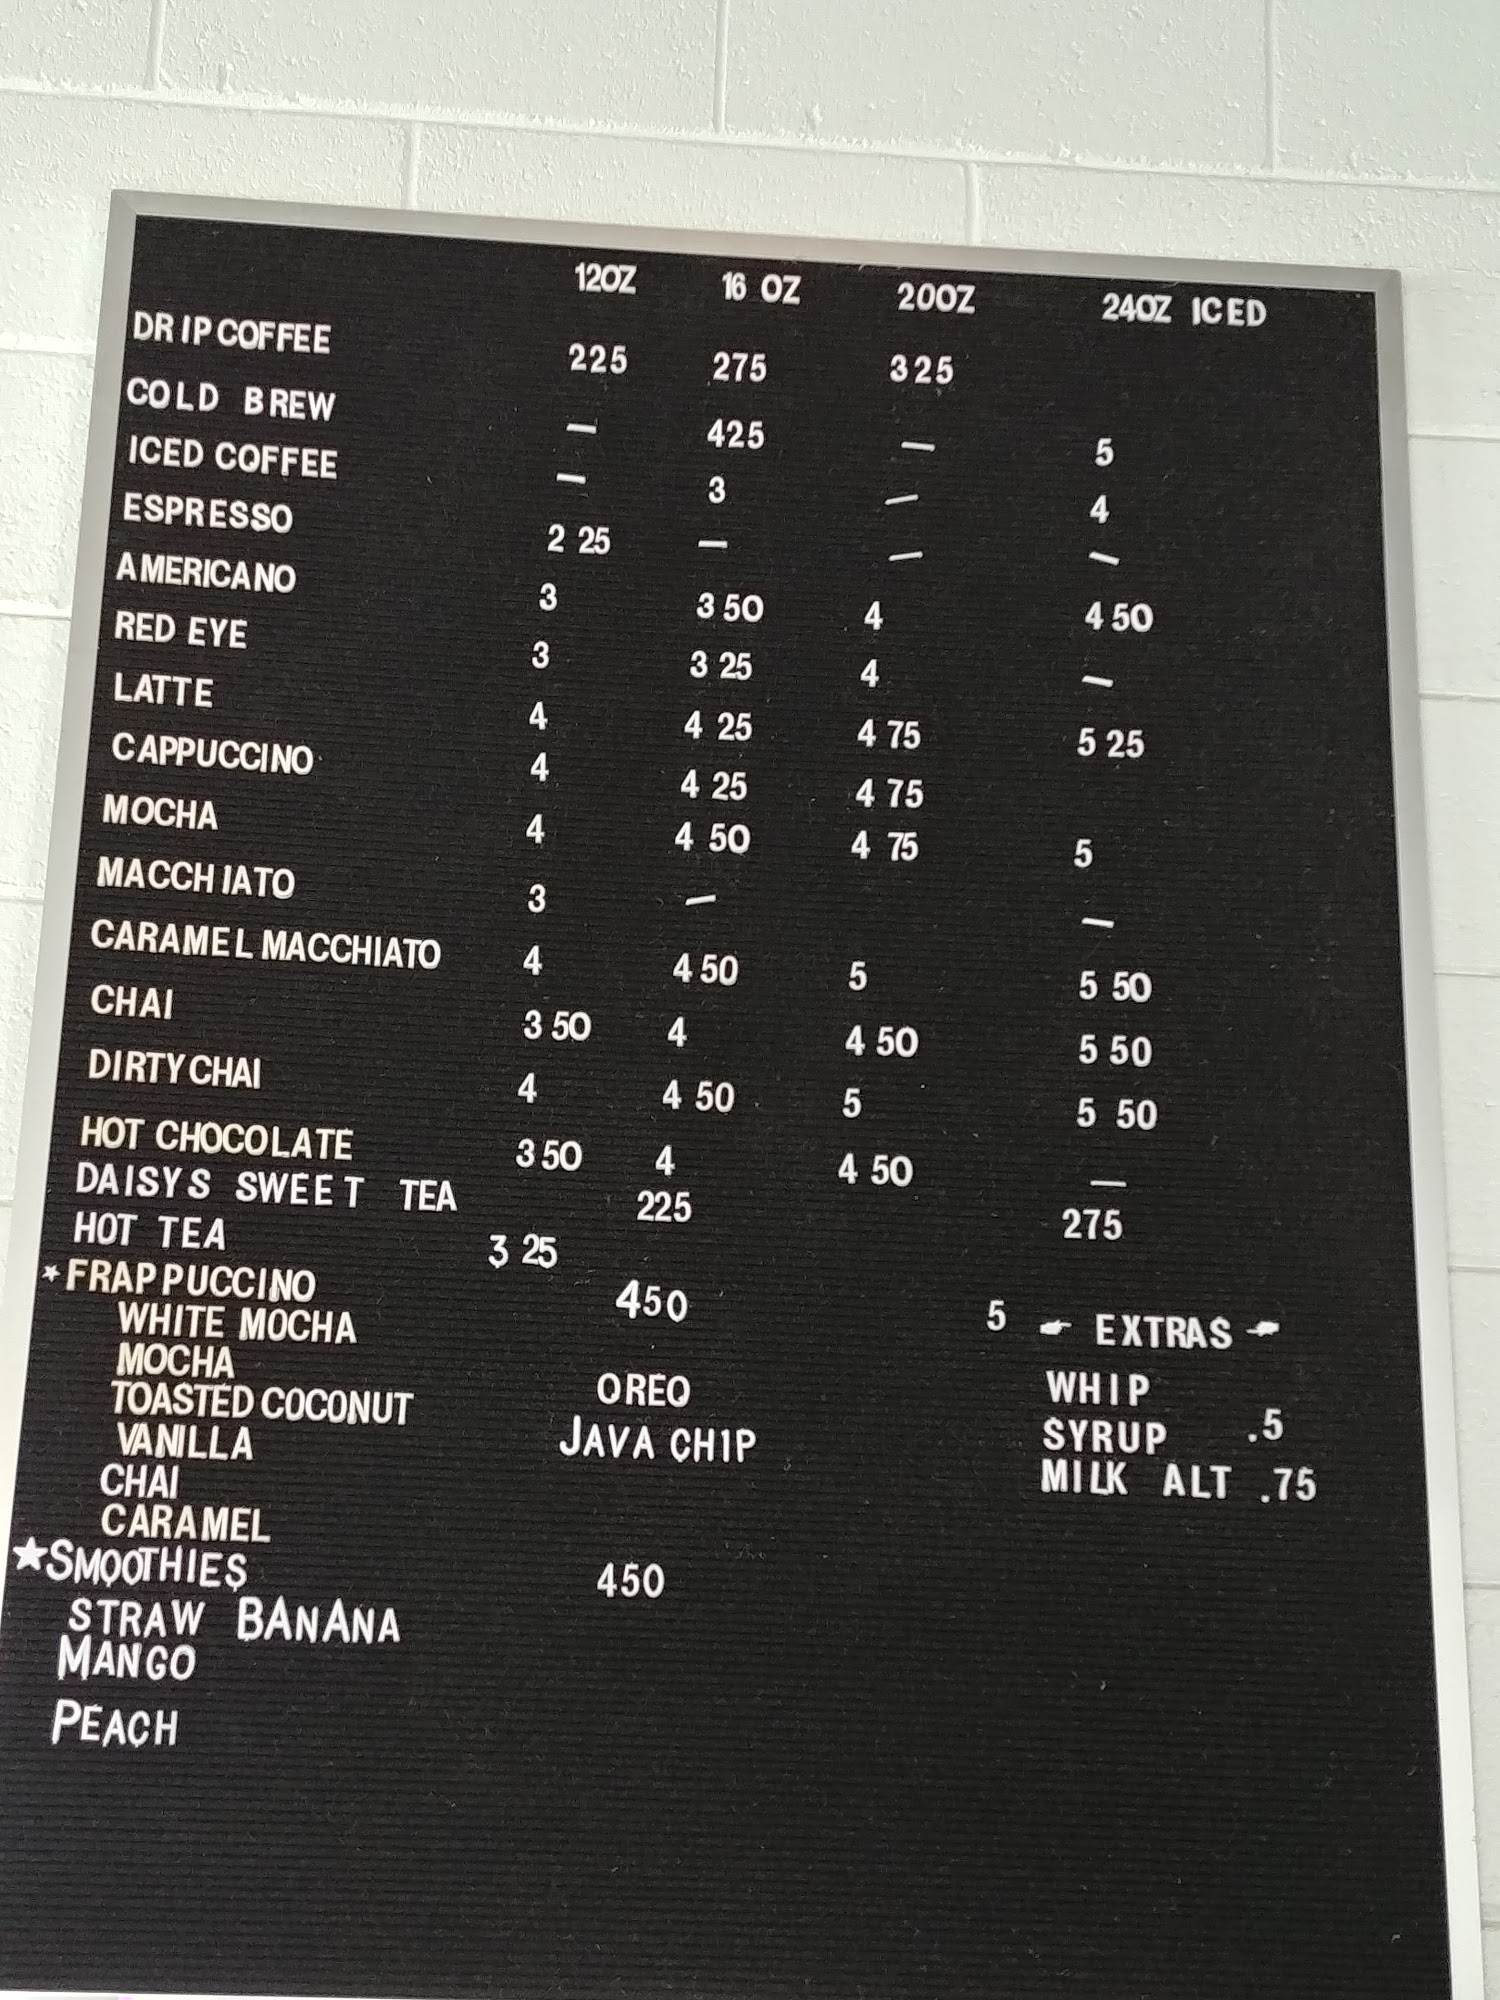 12OZ 16 OZ 20OZ 24OZ ICED
DRIP COFFEE 225 275 325
COLD BREW — 425 — 5
ICED COFFEE — 3 — 4
ESPRESSO 2 25 — — —
AMERICANO 3 3 50 4 4 50
RED EYE 3 3 25 4 —
LATTE 4 4 25 4 75 5 25
CAPPUCCINO 4 4 25 4 75
MOCHA 4 4 50 4 75 5
MACCHIATO 3 — —
CARAMEL MACCHIATO 4 4 50 5 5 50
CHAI 3 50 4 4 50 5 50
DIRTY CHAI 4 4 50 5 5 50
HOT CHOCOLATE 3 50 4 4 50 —
DAISYS SWEET TEA 225 275
HOT TEA 3 25
*FRAPPUCCINO 450 5
WHITE MOCHA
MOCHA
TOASTED COCONUT OREO
VANILLA JAVA CHIP
CHAI
CARAMEL
★SMOOTHIES 450
STRAW BANANA
MANGO
PEACH
EXTRAS
WHIP
SYRUP .5
MILK ALT .75